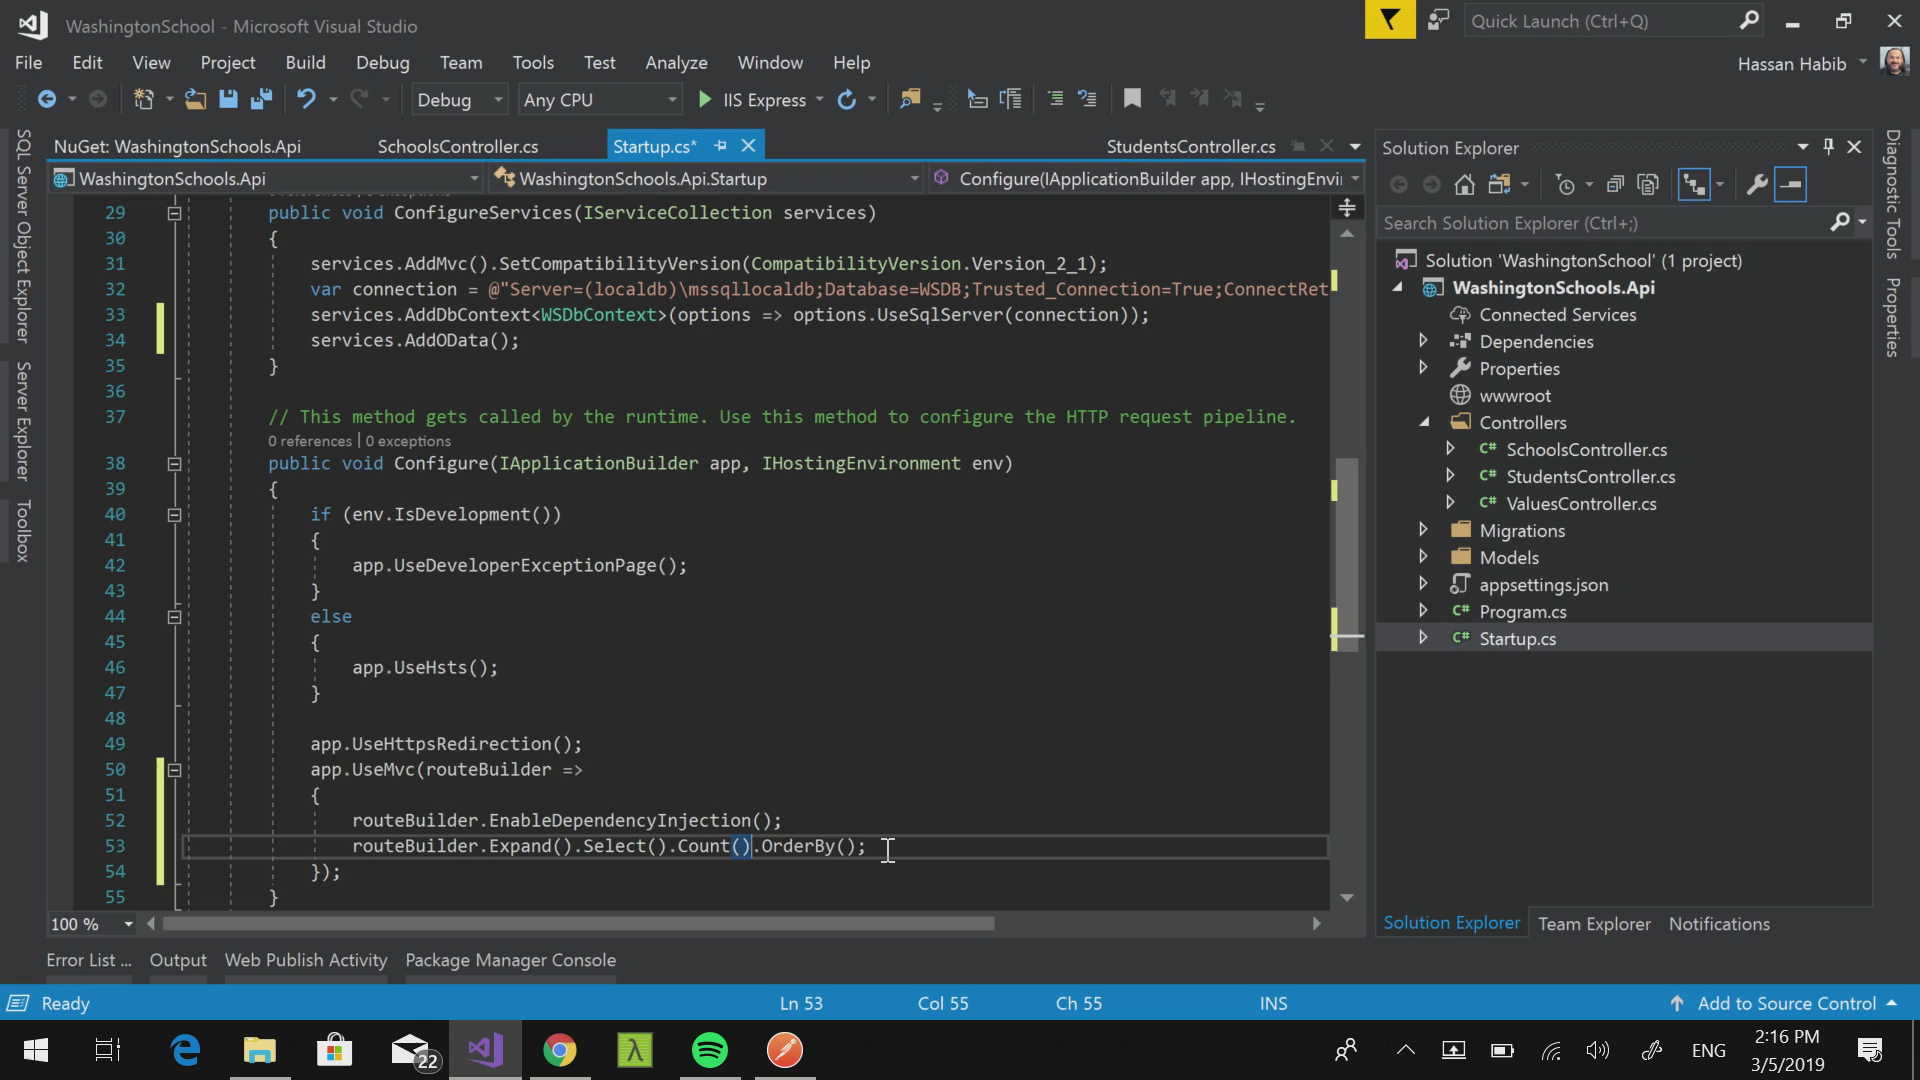 WashingtonSchool - Microsoft Visual Studio
Quick Launch (Ctrl+Q)
File Edit View Project Build Debug Team Tools Test Analyze Window Help
Hassan Habib
Debug Any CPU IIS Express
NuGet: WashingtonSchools.Api SchoolsController.cs Startup.cs* StudentsController.cs
WashingtonSchools.Api WashingtonSchools.Api.Startup Configure(IApplicationBuilder app, IHostingEnvi
29 public void ConfigureServices(IServiceCollection services)
30 {
31 services.AddMvc().SetCompatibilityVersion(CompatibilityVersion.Version_2_1);
32 var connection = @"Server=(localdb)\mssqllocaldb;Database=WSDB;Trusted_Connection=True;ConnectRet
33 services.AddDbContext<WSDbContext>(options => options.UseSqlServer(connection));
34 services.AddOData();
35 }
36
37 // This method gets called by the runtime. Use this method to configure the HTTP request pipeline.
0 references | 0 exceptions
38 public void Configure(IApplicationBuilder app, IHostingEnvironment env)
39 {
40 if (env.IsDevelopment())
41 {
42 app.UseDeveloperExceptionPage();
43 }
44 else
45 {
46 app.UseHsts();
47 }
48
49 app.UseHttpsRedirection();
50 app.UseMvc(routeBuilder =>
51 {
52 routeBuilder.EnableDependencyInjection();
53 routeBuilder.Expand().Select().Count().OrderBy();
54 });
55 }
100 %
SQL Server Object Explorer
Server Explorer
Toolbox
Solution Explorer
Search Solution Explorer (Ctrl+;)
Solution 'WashingtonSchool' (1 project)
WashingtonSchools.Api
Connected Services
Dependencies
Properties
wwwroot
Controllers
C# SchoolsController.cs
C# StudentsController.cs
C# ValuesController.cs
Migrations
Models
appsettings.json
C# Program.cs
C# Startup.cs
Solution Explorer Team Explorer Notifications
Diagnostic Tools
Properties
Error List ... Output Web Publish Activity Package Manager Console
Ready Ln 53 Col 55 Ch 55 INS Add to Source Control
22
ENG
2:16 PM
3/5/2019